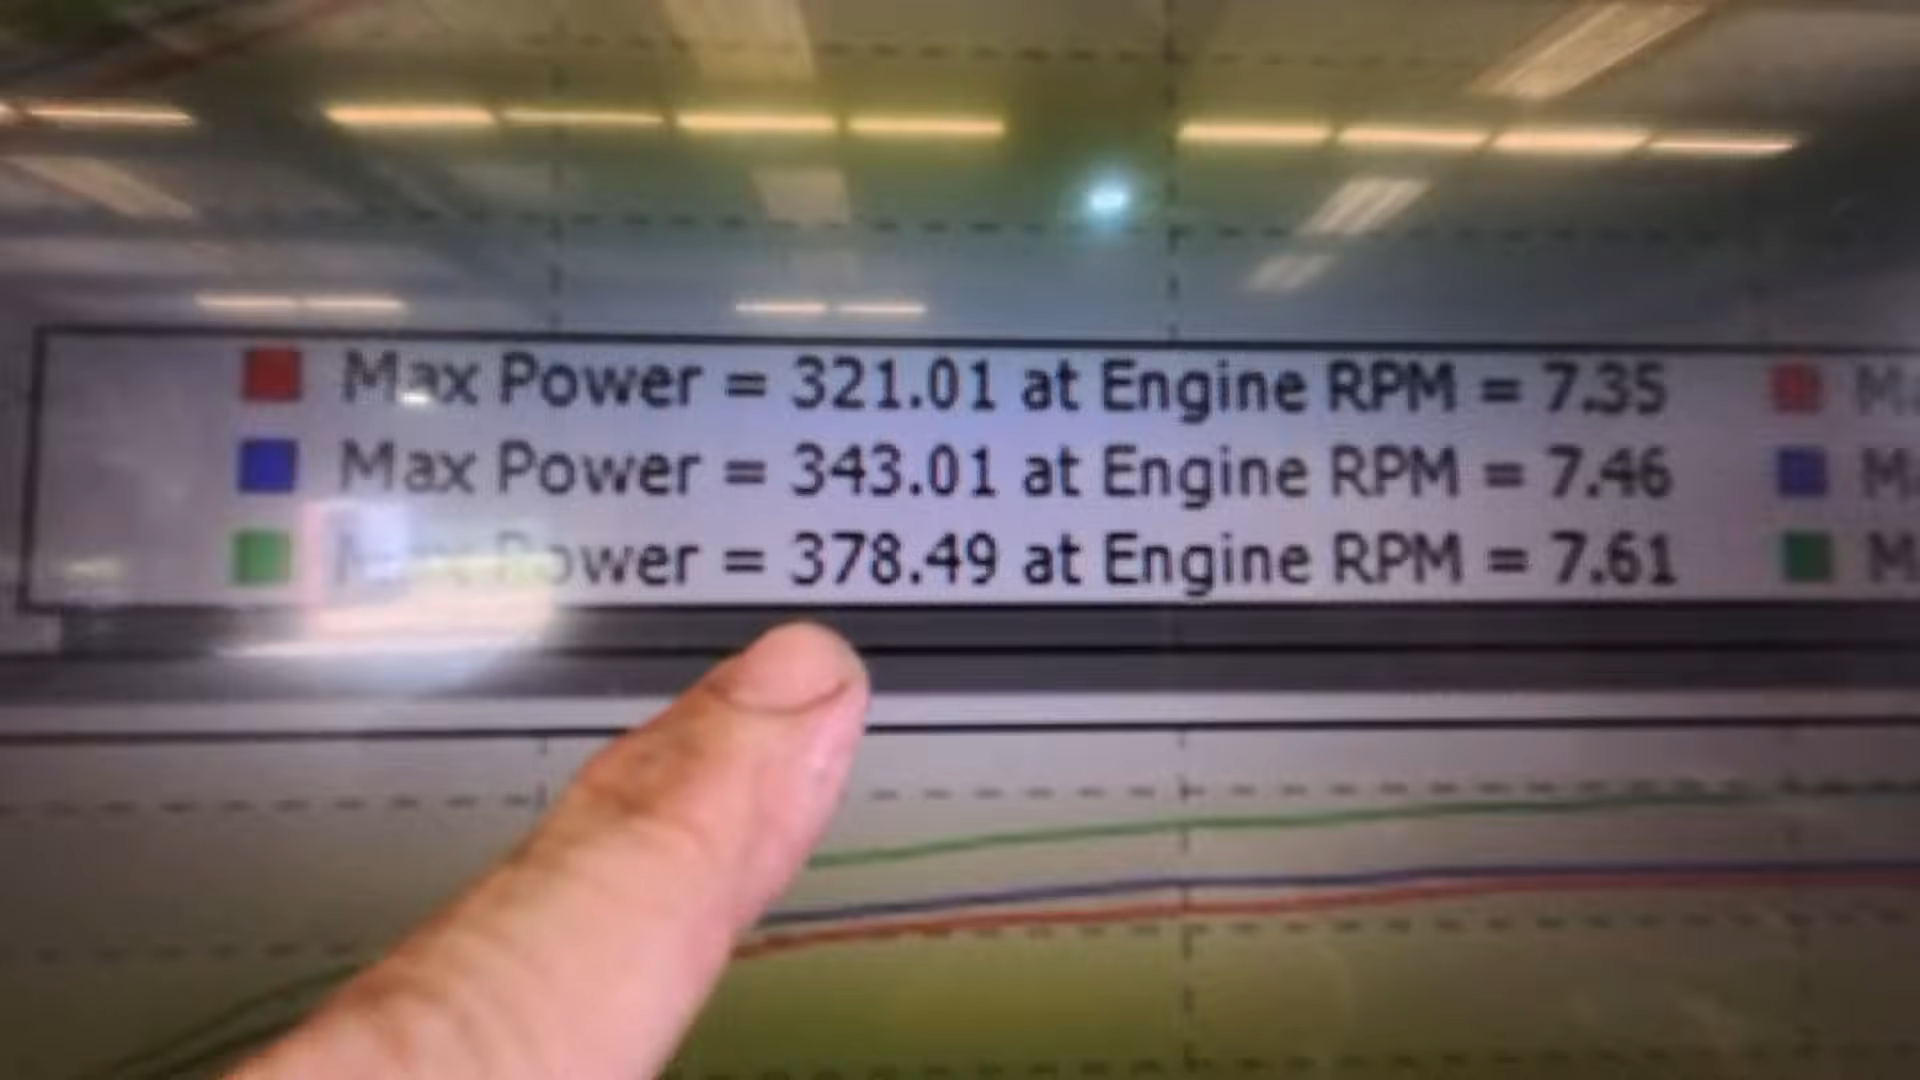 Max Power = 321.01 at Engine RPM = 7.35
Max Power = 343.01 at Engine RPM = 7.46
Max Power = 378.49 at Engine RPM = 7.61